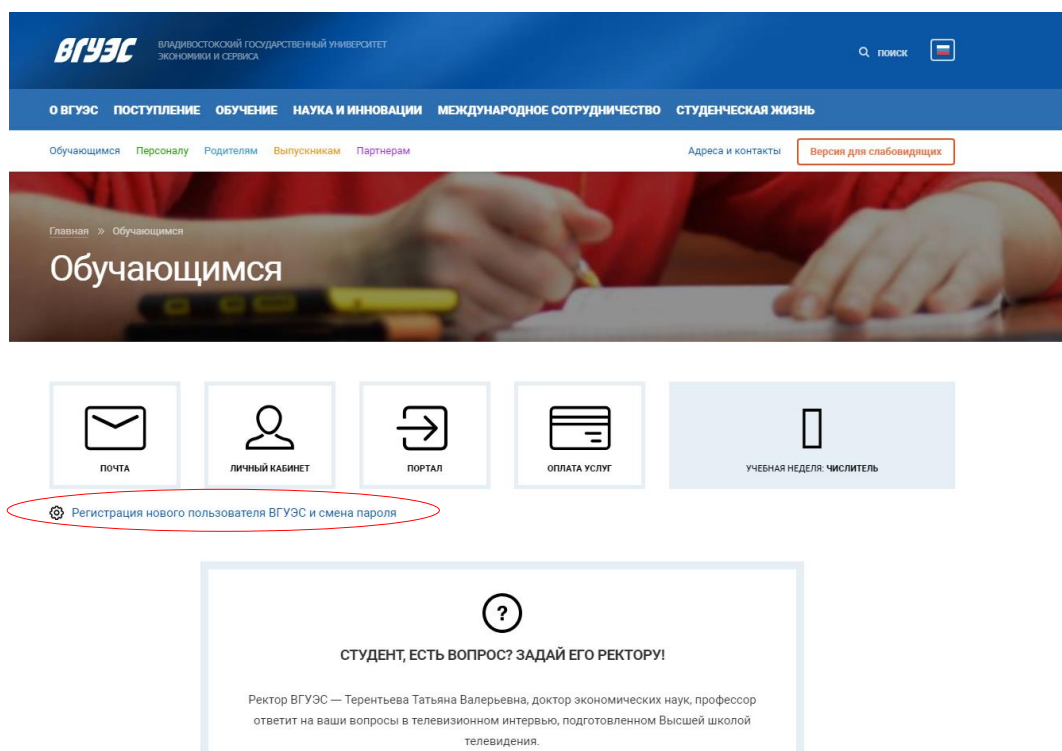 ВГУЭС
ВЛАДИВОСТОКСКИЙ ГОСУДАРСТВЕННЫЙ УНИВЕРСИТЕТ
ЭКОНОМИКИ И СЕРВИСА
ПОИСК
О ВГУЭС ПОСТУПЛЕНИЕ ОБУЧЕНИЕ НАУКА И ИННОВАЦИИ МЕЖДУНАРОДНОЕ СОТРУДНИЧЕСТВО СТУДЕНЧЕСКАЯ ЖИЗНЬ
Обучающимся Персоналу Родителям Выпускникам Партнерам Адреса и контакты Версия для слабовидящих
Главная » Обучающимся
Обучающимся
ПОЧТА ЛИЧНЫЙ КАБИНЕТ ПОРТАЛ ОПЛАТА УСЛУГ УЧЕБНАЯ НЕДЕЛЯ: ЧИСЛИТЕЛЬ
Регистрация нового пользователя ВГУЭС и смена пароля
?
СТУДЕНТ, ЕСТЬ ВОПРОС? ЗАДАЙ ЕГО РЕКТОРУ!
Ректор ВГУЭС — Терентьева Татьяна Валерьевна, доктор экономических наук, профессор
ответит на ваши вопросы в телевизионном интервью, подготовленном Высшей школой
телевидения.